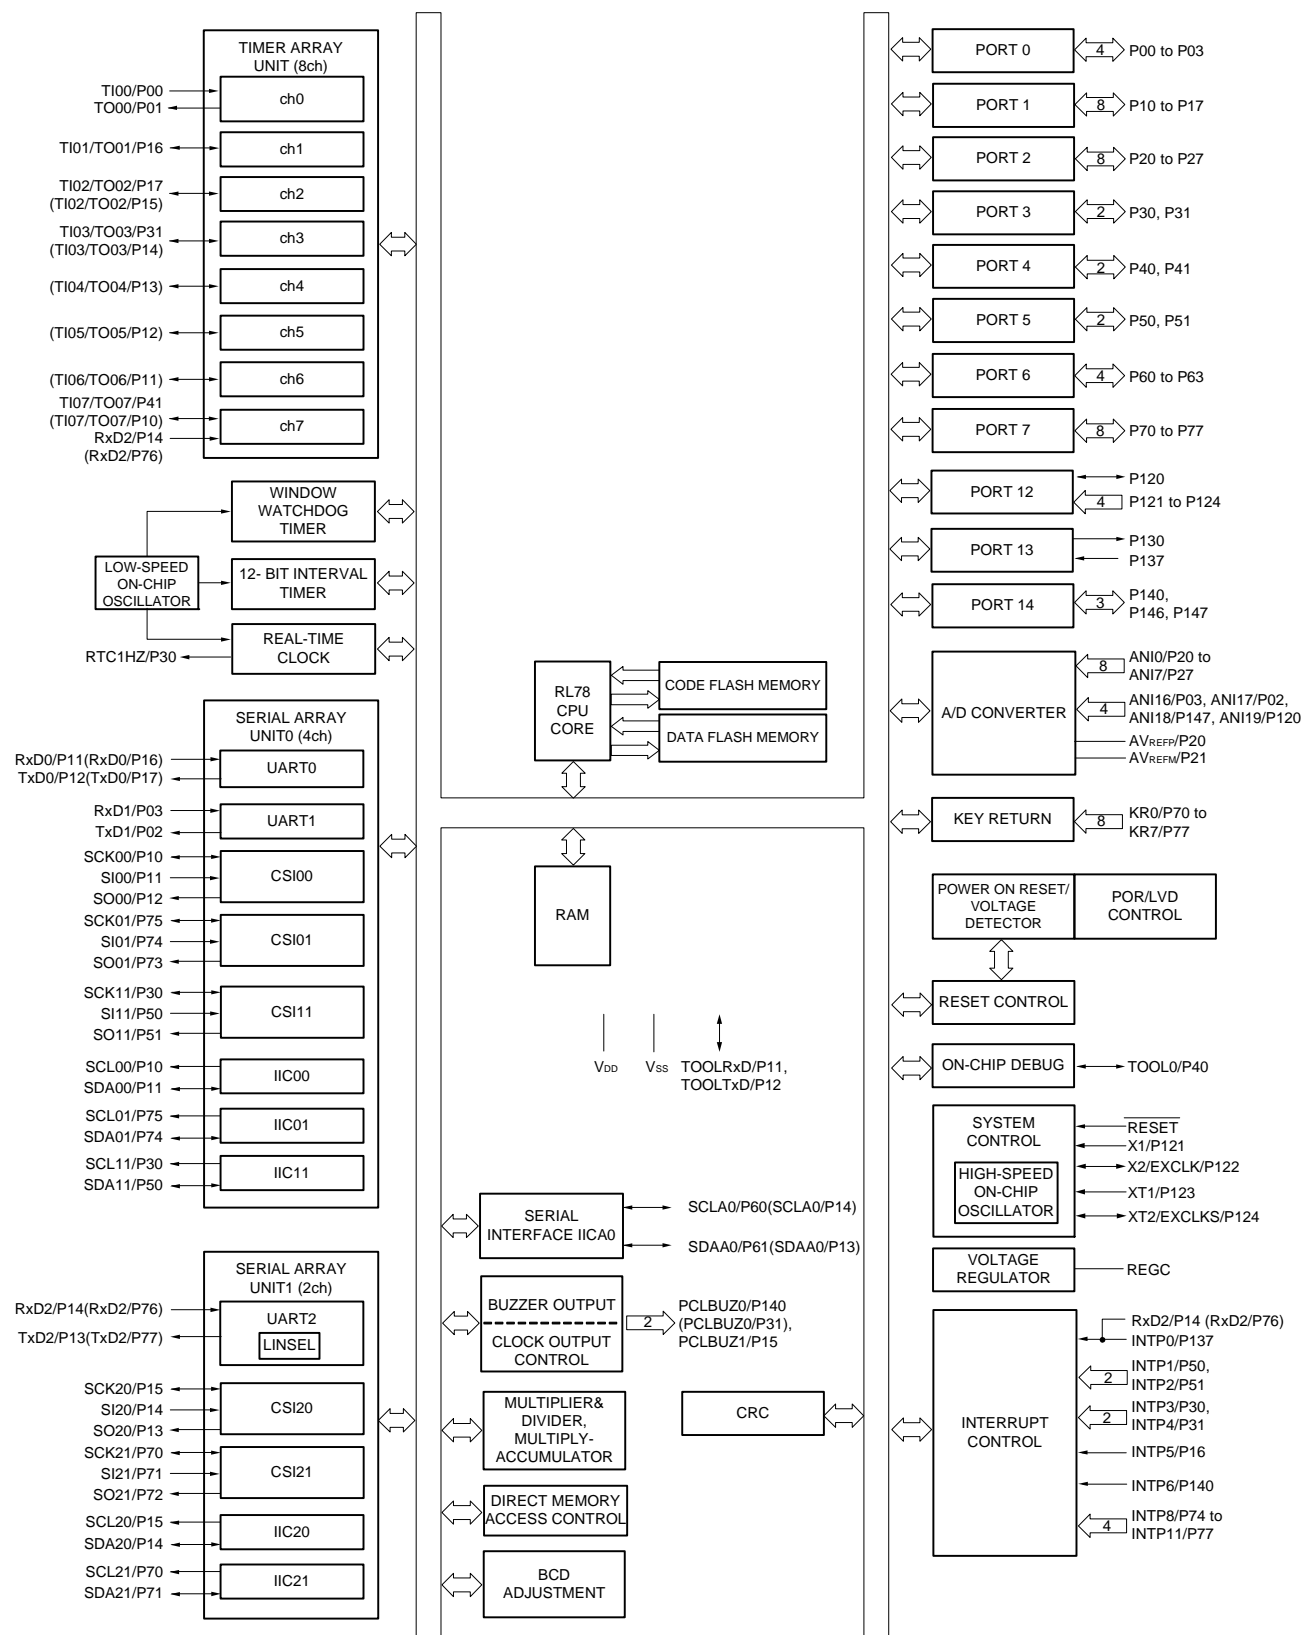 TIMER ARRAY
UNIT (8ch)
TI00/P00
TO00/P01
ch0
TI01/TO01/P16
ch1
TI02/TO02/P17
(TI02/TO02/P15)
ch2
TI03/TO03/P31
(TI03/TO03/P14)
ch3
(TI04/TO04/P13)
ch4
(TI05/TO05/P12)
ch5
(TI06/TO06/P11)
ch6
TI07/TO07/P41
(TI07/TO07/P10)
RxD2/P14
(RxD2/P76)
ch7
WINDOW
WATCHDOG
TIMER
LOW-SPEED
ON-CHIP
OSCILLATOR
12- BIT INTERVAL
TIMER
REAL-TIME
CLOCK
RTC1HZ/P30
SERIAL ARRAY
UNIT0 (4ch)
RxD0/P11(RxD0/P16)
TxD0/P12(TxD0/P17)
UART0
RxD1/P03
TxD1/P02
UART1
SCK00/P10
SI00/P11
SO00/P12
CSI00
SCK01/P75
SI01/P74
SO01/P73
CSI01
SCK11/P30
SI11/P50
SO11/P51
CSI11
SCL00/P10
SDA00/P11
IIC00
SCL01/P75
SDA01/P74
IIC01
SCL11/P30
SDA11/P50
IIC11
SERIAL ARRAY
UNIT1 (2ch)
RxD2/P14(RxD2/P76)
TxD2/P13(TxD2/P77)
UART2
LINSEL
SCK20/P15
SI20/P14
SO20/P13
CSI20
SCK21/P70
SI21/P71
SO21/P72
CSI21
SCL20/P15
SDA20/P14
IIC20
SCL21/P70
SDA21/P71
IIC21
RL78
CPU
CORE
CODE FLASH MEMORY
DATA FLASH MEMORY
RAM
VDD
VSS
TOOLRxD/P11,
TOOLTxD/P12
SERIAL
INTERFACE IICA0
SCLA0/P60(SCLA0/P14)
SDAA0/P61(SDAA0/P13)
BUZZER OUTPUT
CLOCK OUTPUT
CONTROL
2
PCLBUZ0/P140
(PCLBUZ0/P31),
PCLBUZ1/P15
MULTIPLIER&
DIVIDER,
MULTIPLY-
ACCUMULATOR
CRC
DIRECT MEMORY
ACCESS CONTROL
BCD
ADJUSTMENT
PORT 0
4
P00 to P03
PORT 1
8
P10 to P17
PORT 2
8
P20 to P27
PORT 3
2
P30, P31
PORT 4
2
P40, P41
PORT 5
2
P50, P51
PORT 6
4
P60 to P63
PORT 7
8
P70 to P77
PORT 12
P120
4
P121 to P124
PORT 13
P130
P137
PORT 14
3
P140,
P146, P147
A/D CONVERTER
8
ANI0/P20 to
ANI7/P27
4
ANI16/P03, ANI17/P02,
ANI18/P147, ANI19/P120
AVREFP/P20
AVREFM/P21
KEY RETURN
8
KR0/P70 to
KR7/P77
POWER ON RESET/
VOLTAGE
DETECTOR
POR/LVD
CONTROL
RESET CONTROL
ON-CHIP DEBUG
TOOL0/P40
SYSTEM
CONTROL
HIGH-SPEED
ON-CHIP
OSCILLATOR
RESET
X1/P121
X2/EXCLK/P122
XT1/P123
XT2/EXCLKS/P124
VOLTAGE
REGULATOR
REGC
INTERRUPT
CONTROL
RxD2/P14 (RxD2/P76)
INTP0/P137
2
INTP1/P50,
INTP2/P51
2
INTP3/P30,
INTP4/P31
INTP5/P16
INTP6/P140
4
INTP8/P74 to
INTP11/P77